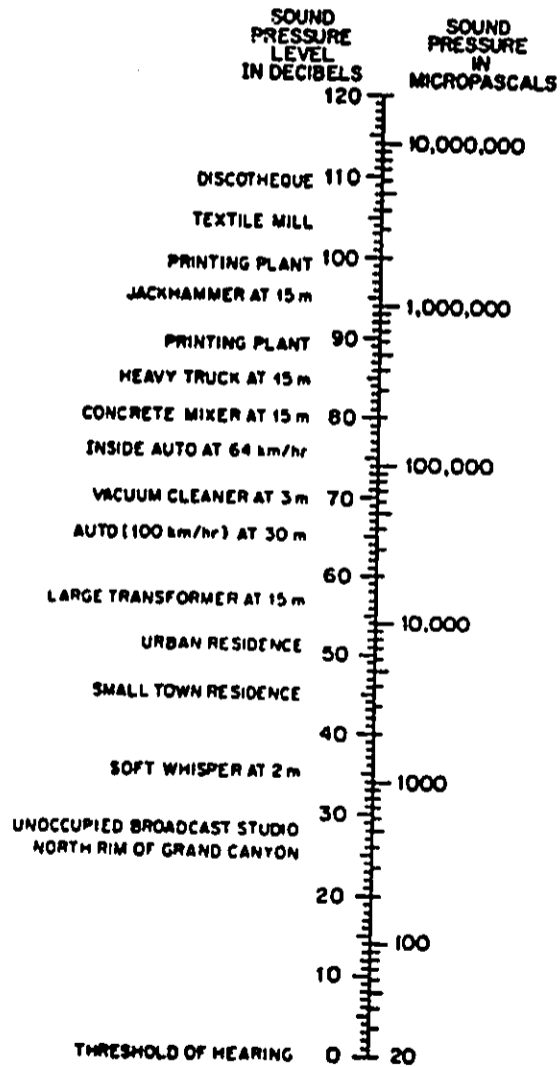 SOUND PRESSURE LEVEL IN DECIBELS
SOUND PRESSURE IN MICROPASCALS
120
10,000,000
DISCOTHEQUE 110
TEXTILE MILL
PRINTING PLANT 100
JACKHAMMER AT 15 m
1,000,000
PRINTING PLANT 90
HEAVY TRUCK AT 15 m
CONCRETE MIXER AT 15 m 80
INSIDE AUTO AT 64 km/hr
100,000
VACUUM CLEANER AT 3 m 70
AUTO (100 km/hr) AT 30 m
60
LARGE TRANSFORMER AT 15 m
10,000
URBAN RESIDENCE 50
SMALL TOWN RESIDENCE
40
SOFT WHISPER AT 2 m
1000
30
UNOCCUPIED BROADCAST STUDIO
NORTH RIM OF GRAND CANYON
20
100
10
THRESHOLD OF HEARING 0 20